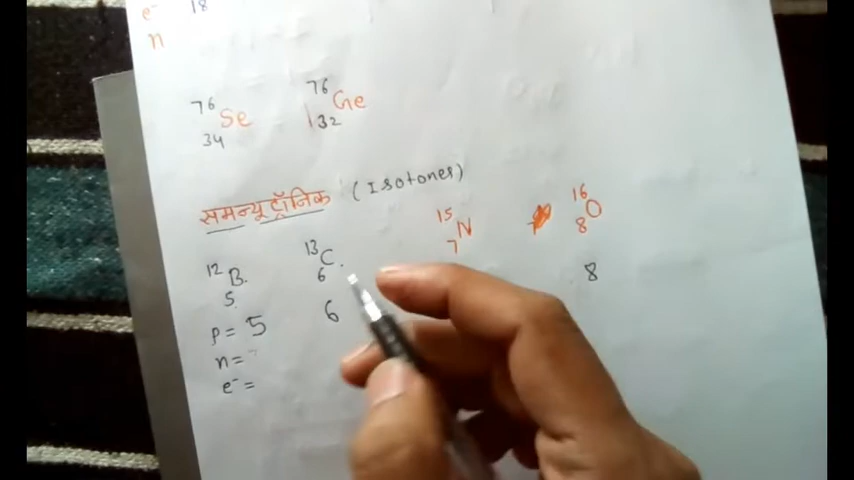 e⁻ 18
n
76 Se 34 76 Ge 32
समन्यूट्रॉनिक (Isotones)
12 B 5 13 C 6 15 N 7 16 O 8
p = 5 6 8
n =
e⁻ =